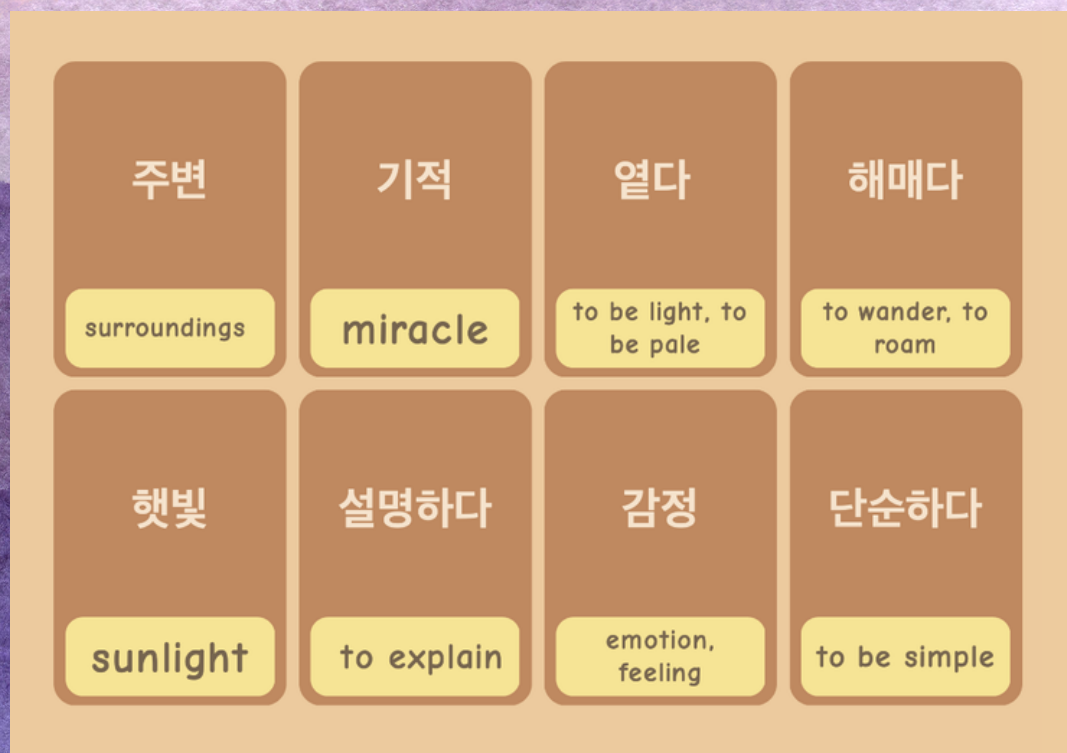 주변
기적
옅다
해매다
surroundings
miracle
to be light, to
be pale
to wander, to
roam
햇빛
설명하다
감정
단순하다
sunlight
to explain
emotion,
feeling
to be simple